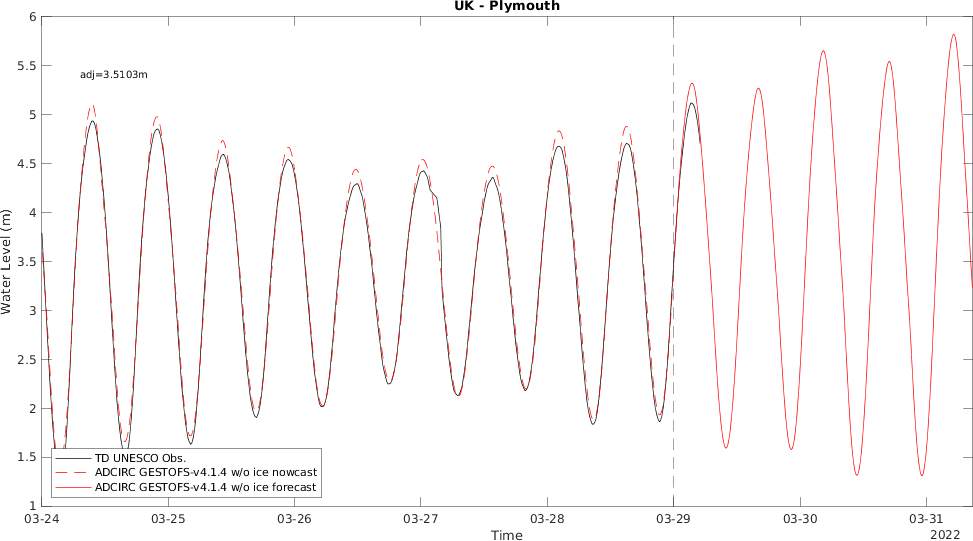 UK - Plymouth
adj=3.5103m
6
5.5
5
4.5
4
3.5
3
2.5
2
1.5
1
Water Level (m)
TD UNESCO Obs.
ADCIRC GESTOFS-v4.1.4 w/o ice nowcast
ADCIRC GESTOFS-v4.1.4 w/o ice forecast
03-24 03-25 03-26 03-27 03-28 03-29 03-30 03-31
Time
2022